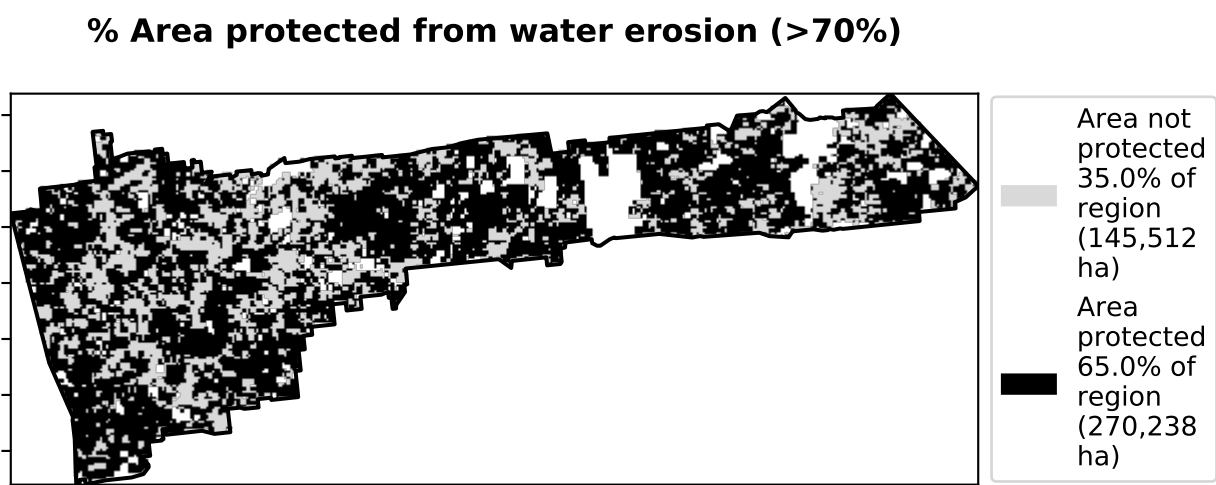 % Area protected from water erosion (>70%)
Area not
protected
35.0% of
region
(145,512
ha)
Area
protected
65.0% of
region
(270,238
ha)